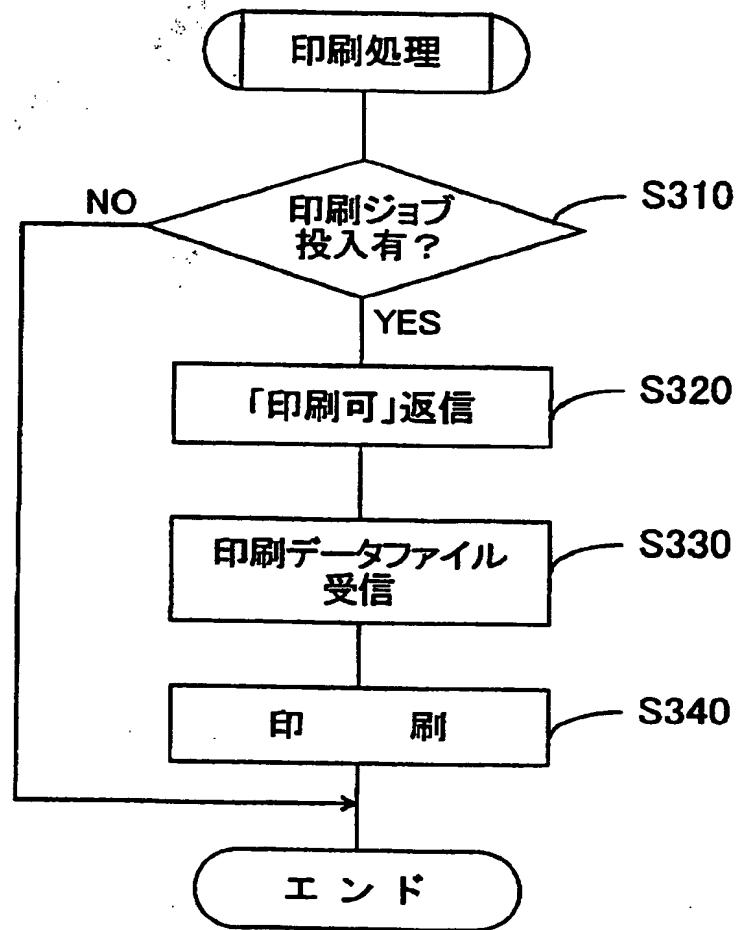 印刷処理
NO
印刷ジョブ
投入有？
S310
YES
「印刷可」返信
S320
印刷データファイル
受信
S330
印　　　刷
S340
エ ン ド